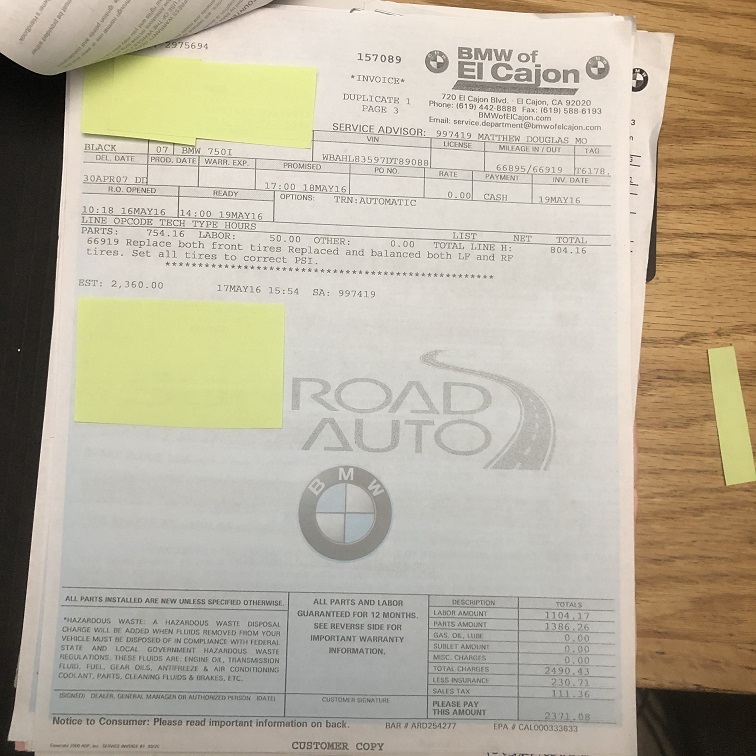 2975694
157089
*INVOICE*
DUPLICATE 1
PAGE 3
BMW of
El Cajon
720 El Cajon Blvd. · El Cajon, CA 92020
Phone: (619) 442-8888 Fax: (619) 588-6193
BMWofElCajon.com
Email: service.department@bmwofelcajon.com
SERVICE ADVISOR: 997419 MATTHEW DOUGLAS MO
VIN LICENSE MILEAGE IN / OUT TAG
BLACK 07 BMW 750I WBAHL83597DT89088 66895/66919 T6178
DEL. DATE PROD. DATE WARR. EXP. PROMISED PO NO. RATE PAYMENT INV. DATE
30APR07 DD 17:00 18MAY16 0.00 CASH 19MAY16
R.O. OPENED READY OPTIONS: TRN:AUTOMATIC
10:18 16MAY16 14:00 19MAY16
LINE OPCODE TECH TYPE HOURS LIST NET TOTAL
PARTS: 754.16 LABOR: 50.00 OTHER: 0.00 TOTAL LINE H: 804.16
66919 Replace both front tires Replaced and balanced both LF and RF
tires. Set all tires to correct PSI.
****************************************************
EST: 2,360.00 17MAY16 15:54 SA: 997419
ROAD
AUTO
BMW
ALL PARTS INSTALLED ARE NEW UNLESS SPECIFIED OTHERWISE.
*HAZARDOUS WASTE: A HAZARDOUS WASTE DISPOSAL
CHARGE WILL BE ADDED WHEN FLUIDS REMOVED FROM YOUR
VEHICLE MUST BE DISPOSED OF IN COMPLIANCE WITH FEDERAL
STATE AND LOCAL GOVERNMENT HAZARDOUS WASTE
REGULATIONS. THESE FLUIDS ARE: ENGINE OIL, TRANSMISSION
FLUID, FUEL, GEAR OILS, ANTIFREEZE & AIR CONDITIONING
COOLANT, PARTS, CLEANING FLUIDS & BRAKES, ETC.
(SIGNED) DEALER, GENERAL MANAGER OR AUTHORIZED PERSON (DATE)
ALL PARTS AND LABOR
GUARANTEED FOR 12 MONTHS.
SEE REVERSE SIDE FOR
IMPORTANT WARRANTY
INFORMATION.
CUSTOMER SIGNATURE
DESCRIPTION TOTALS
LABOR AMOUNT 1104.17
PARTS AMOUNT 1386.26
GAS, OIL, LUBE 0.00
SUBLET AMOUNT 0.00
MISC. CHARGES 0.00
TOTAL CHARGES 2490.43
LESS INSURANCE 230.71
SALES TAX 111.36
PLEASE PAY
THIS AMOUNT 2371.08
Notice to Consumer: Please read important information on back. BAR # ARD254277 EPA # CAL000333633
CUSTOMER COPY